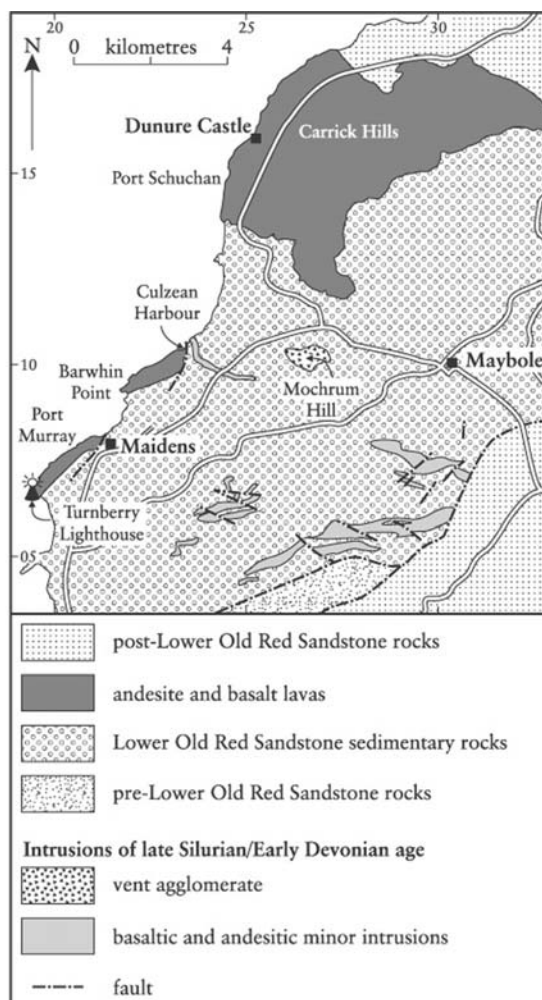 20
25
30
N
0 kilometres 4
Dunure Castle
Carrick Hills
15
Port Schuchan
Culzean
Harbour
10
Barwhin
Point
Mochrum
Hill
Maybole
Port
Murray
Maidens
i
Turnberry
Lighthouse
05
post-Lower Old Red Sandstone rocks
andesite and basalt lavas
Lower Old Red Sandstone sedimentary rocks
pre-Lower Old Red Sandstone rocks
Intrusions of late Silurian/Early Devonian age
vent agglomerate
basaltic and andesitic minor intrusions
fault